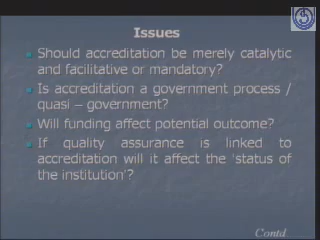 Issues
Should accreditation be merely catalytic
and facilitative or mandatory?
Is accreditation a government process /
quasi – government?
Will funding affect potential outcome?
If quality assurance is linked to
accreditation will it affect the 'status of
the institution'?
Contd